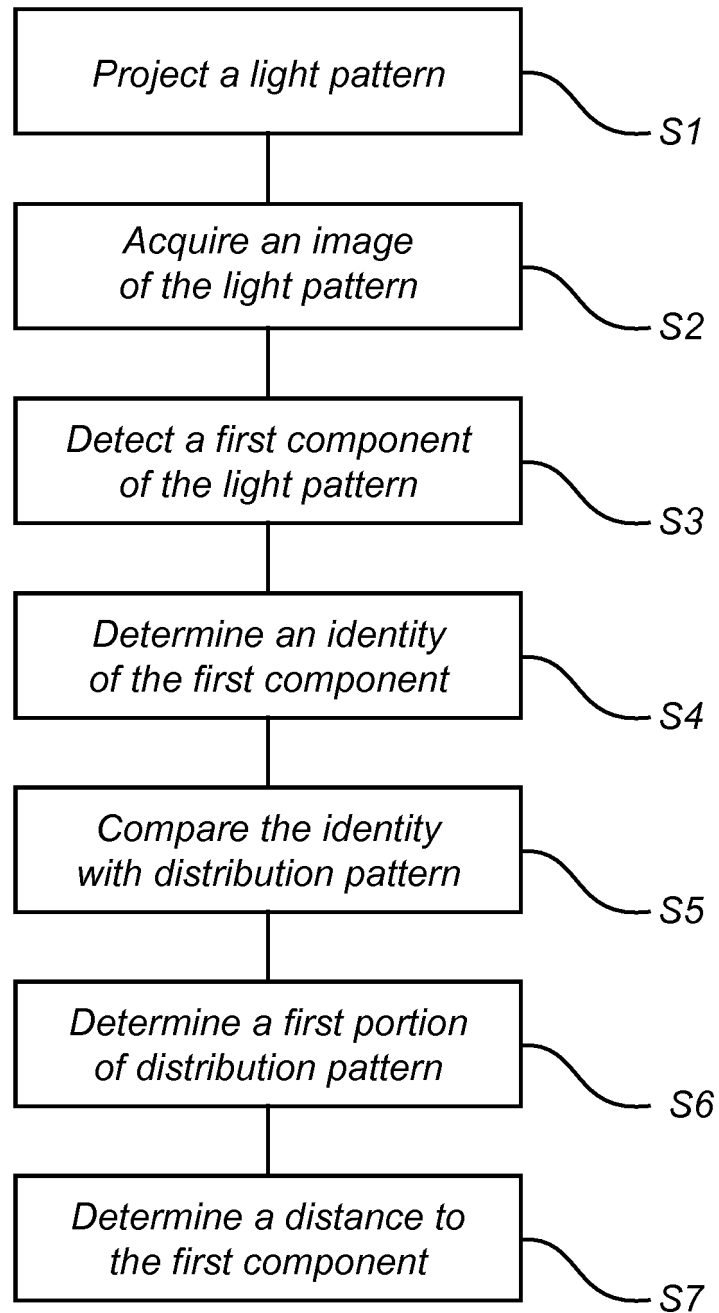 Project a light pattern
S1
Acquire an image
of the light pattern
S2
Detect a first component
of the light pattern
S3
Determine an identity
of the first component
S4
Compare the identity
with distribution pattern
S5
Determine a first portion
of distribution pattern
S6
Determine a distance to
the first component
S7